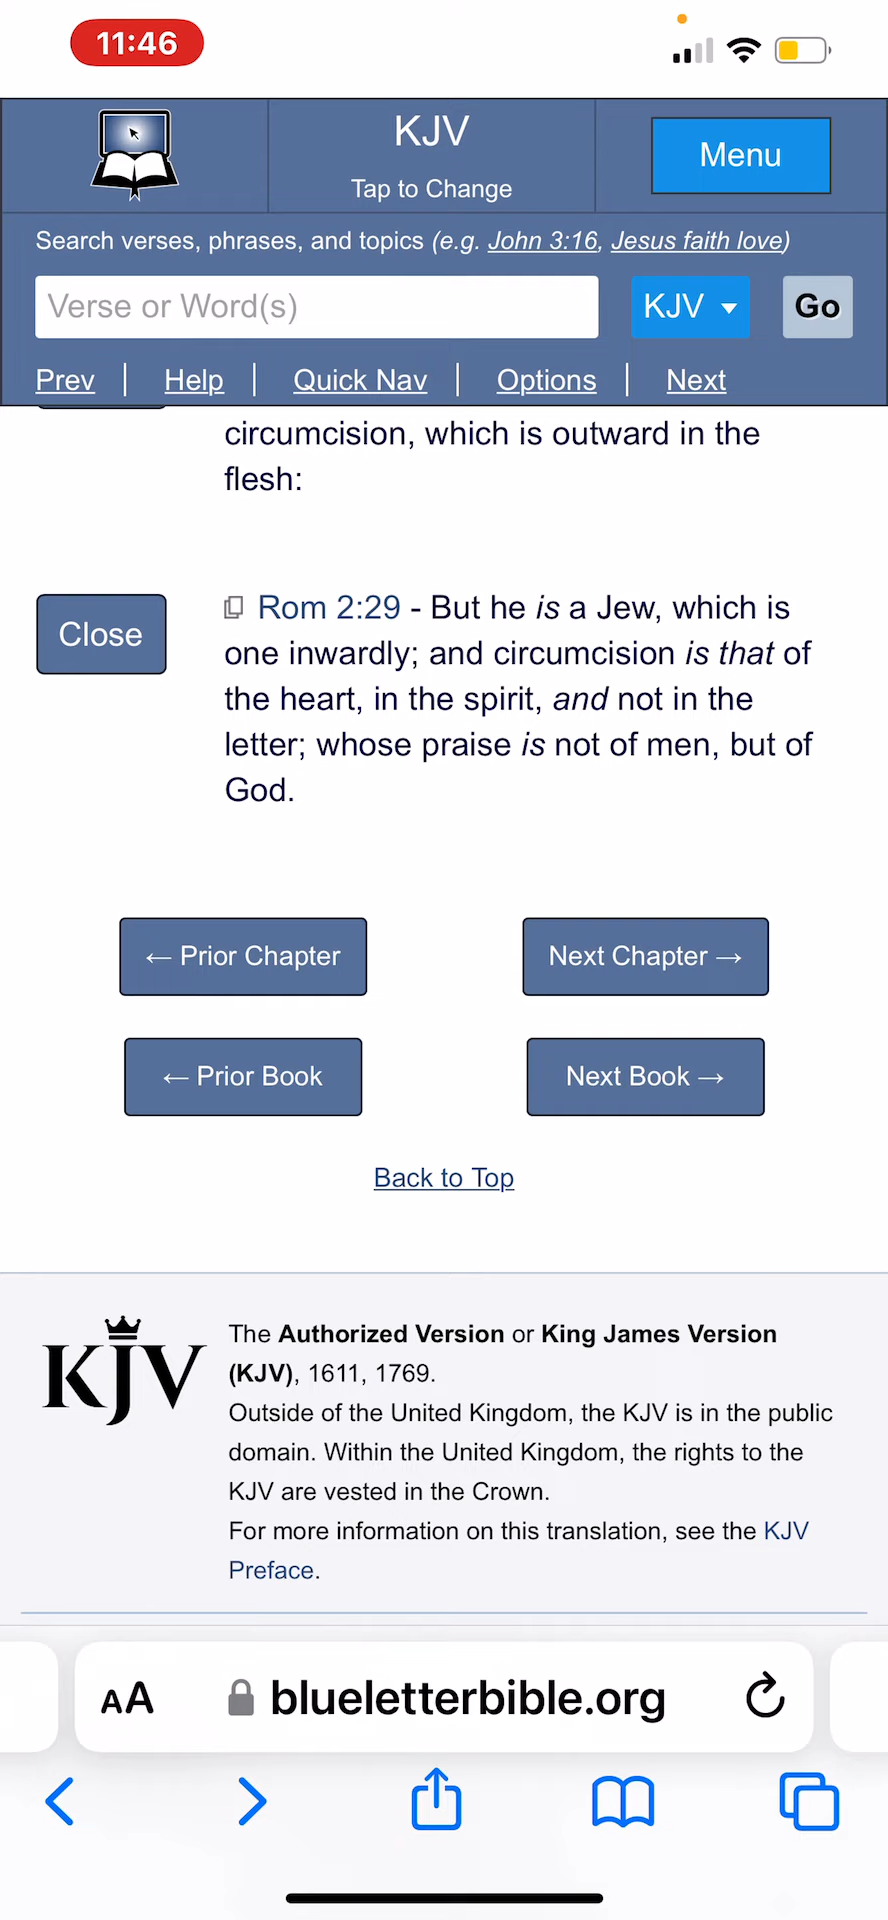 11:46
KJV
Tap to Change
Menu
Search verses, phrases, and topics (e.g. John 3:16, Jesus faith love)
Verse or Word(s)
KJV
Go
Prev | Help | Quick Nav | Options | Next
circumcision, which is outward in the
flesh:
Close
Rom 2:29 - But he is a Jew, which is
one inwardly; and circumcision is that of
the heart, in the spirit, and not in the
letter; whose praise is not of men, but of
God.
← Prior Chapter
Next Chapter →
← Prior Book
Next Book →
Back to Top
KJV
The Authorized Version or King James Version
(KJV), 1611, 1769.
Outside of the United Kingdom, the KJV is in the public
domain. Within the United Kingdom, the rights to the
KJV are vested in the Crown.
For more information on this translation, see the KJV
Preface.
AA
blueletterbible.org